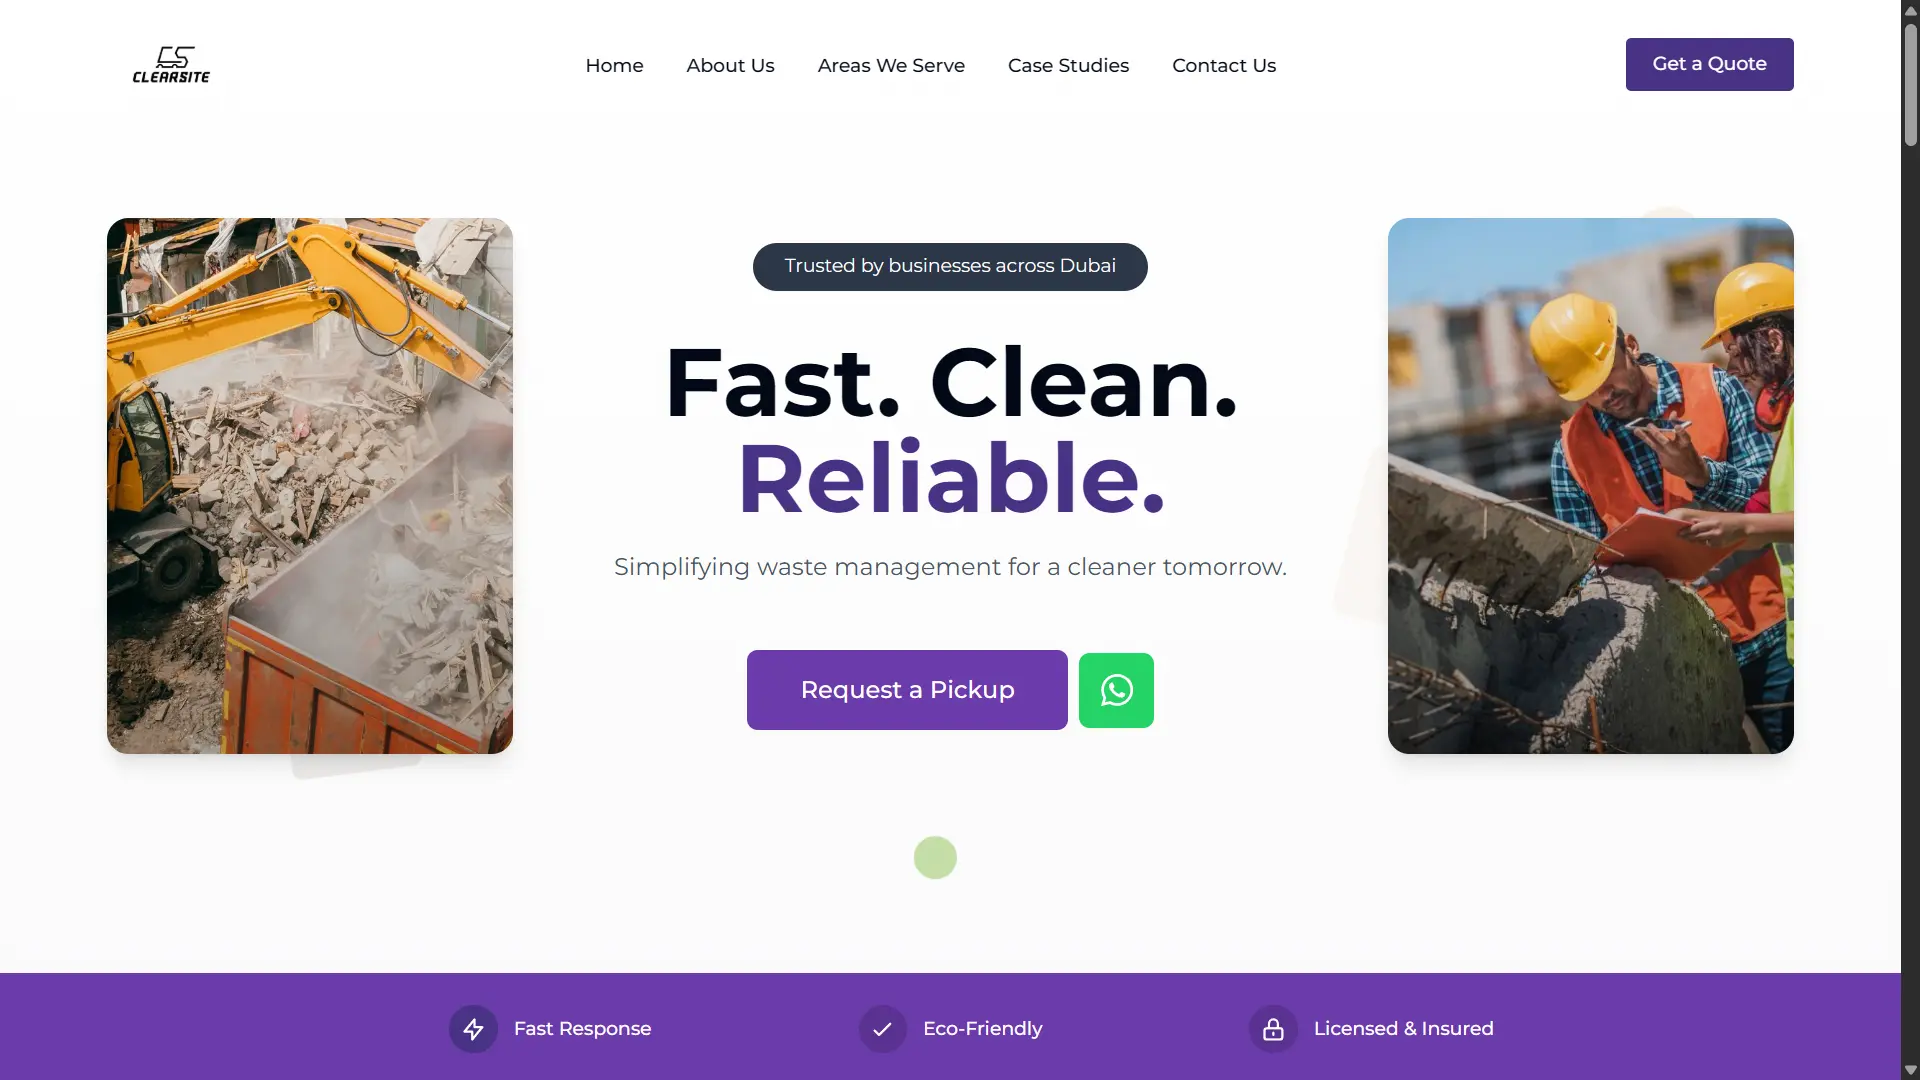 CS
CLEARSITE
Home
About Us
Areas We Serve
Case Studies
Contact Us
Get a Quote
Trusted by businesses across Dubai
Fast. Clean.
Reliable.
Simplifying waste management for a cleaner tomorrow.
Request a Pickup
Fast Response
Eco-Friendly
Licensed & Insured